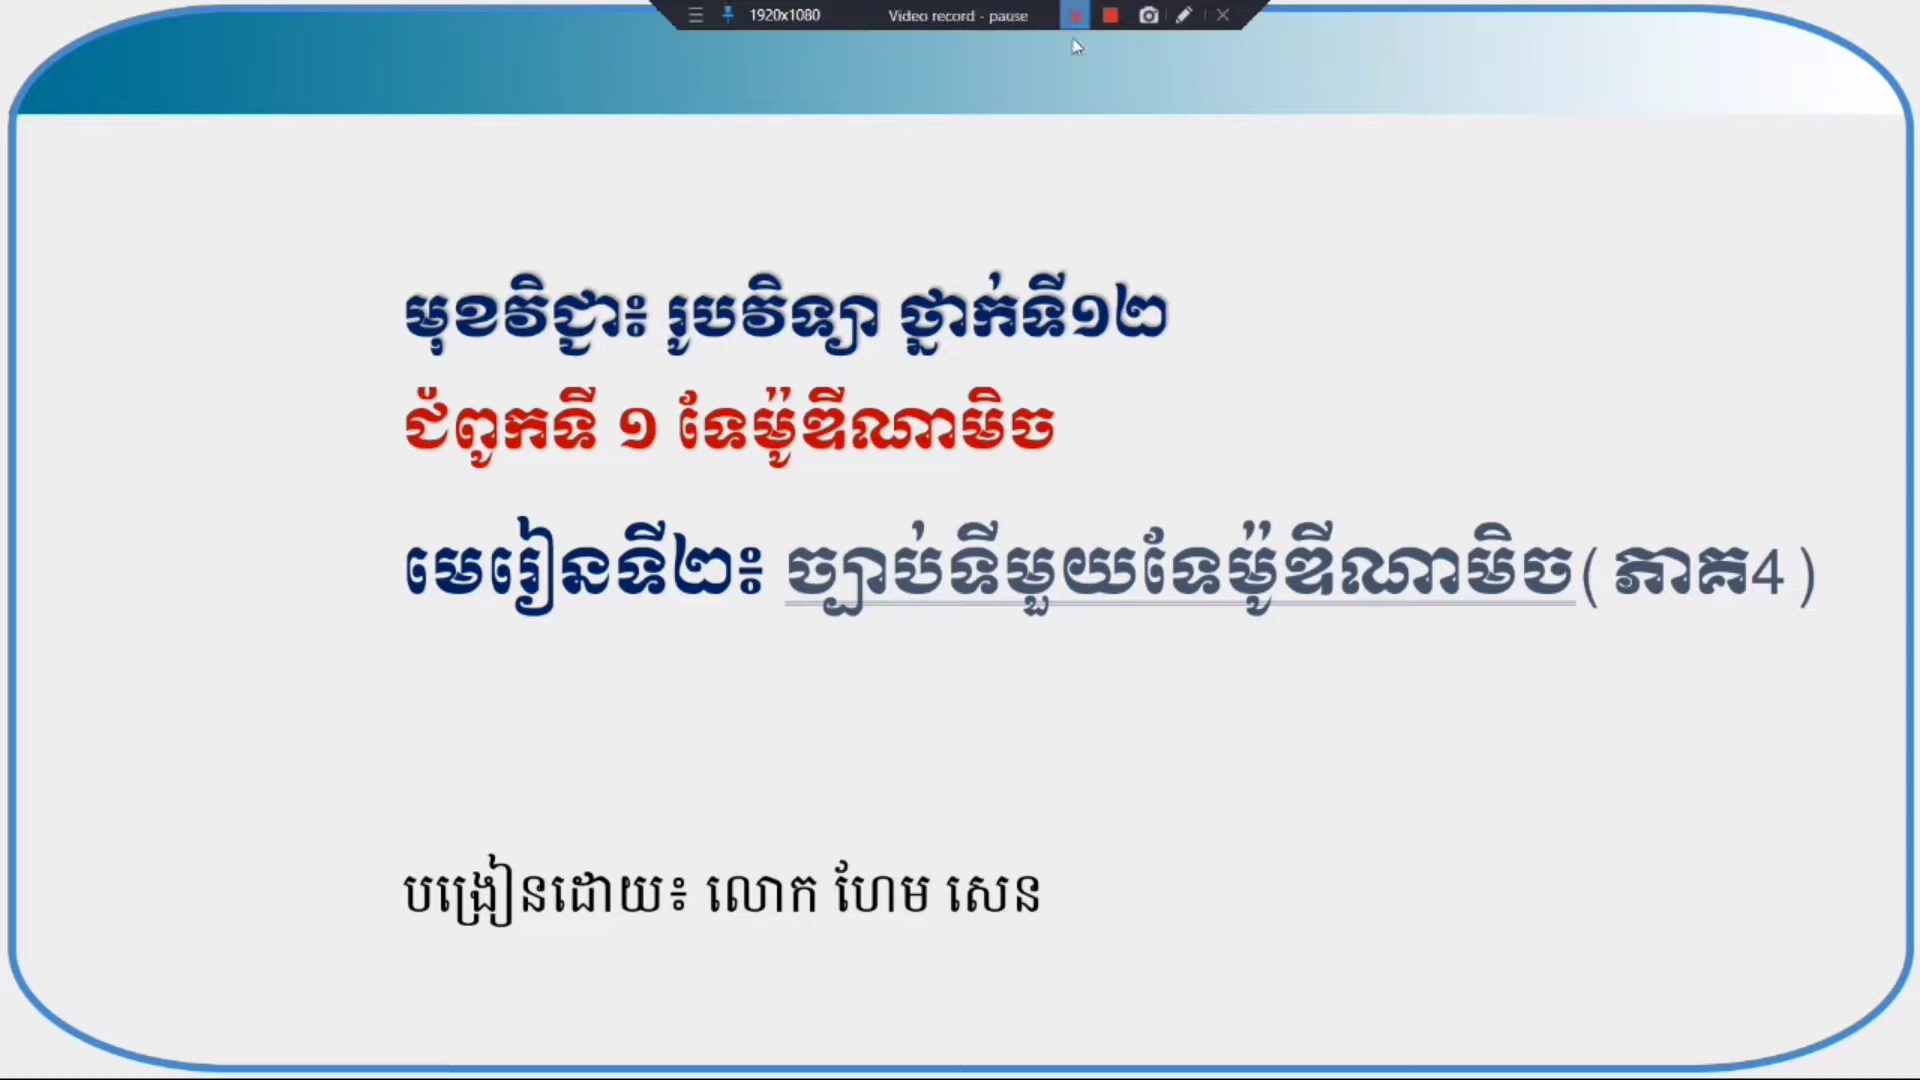 1920x1080 Video record - pause
មុខវិជ្ជា៖ រូបវិទ្យា ថ្នាក់ទី១២
ជំពូកទី ១ ទែម៉ូឌីណាមិច
មេរៀនទី២៖ ច្បាប់ទីមួយទែម៉ូឌីណាមិច( ភាគ4 )
បង្រៀនដោយ៖ លោក ហែម សេន